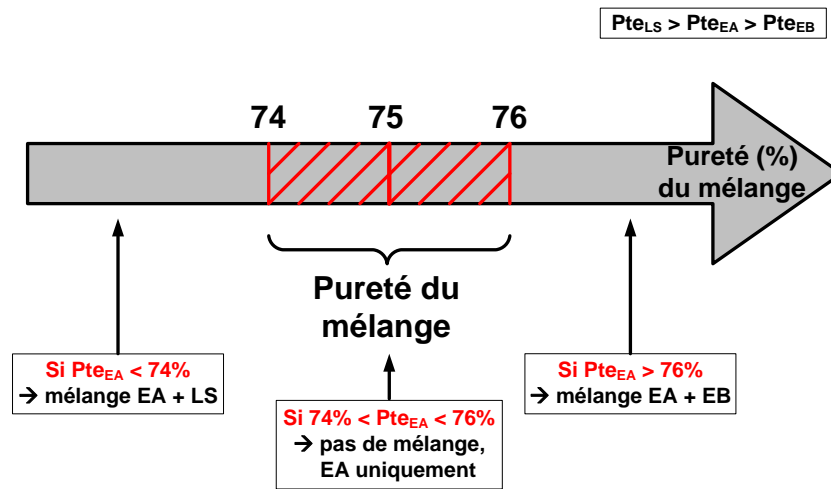 Pte_LS > Pte_EA > Pte_EB
74 75 76
Pureté (%)
du mélange
Pureté du
mélange
Si Pte_EA < 74%
→ mélange EA + LS
Si 74% < Pte_EA < 76%
→ pas de mélange,
EA uniquement
Si Pte_EA > 76%
→ mélange EA + EB